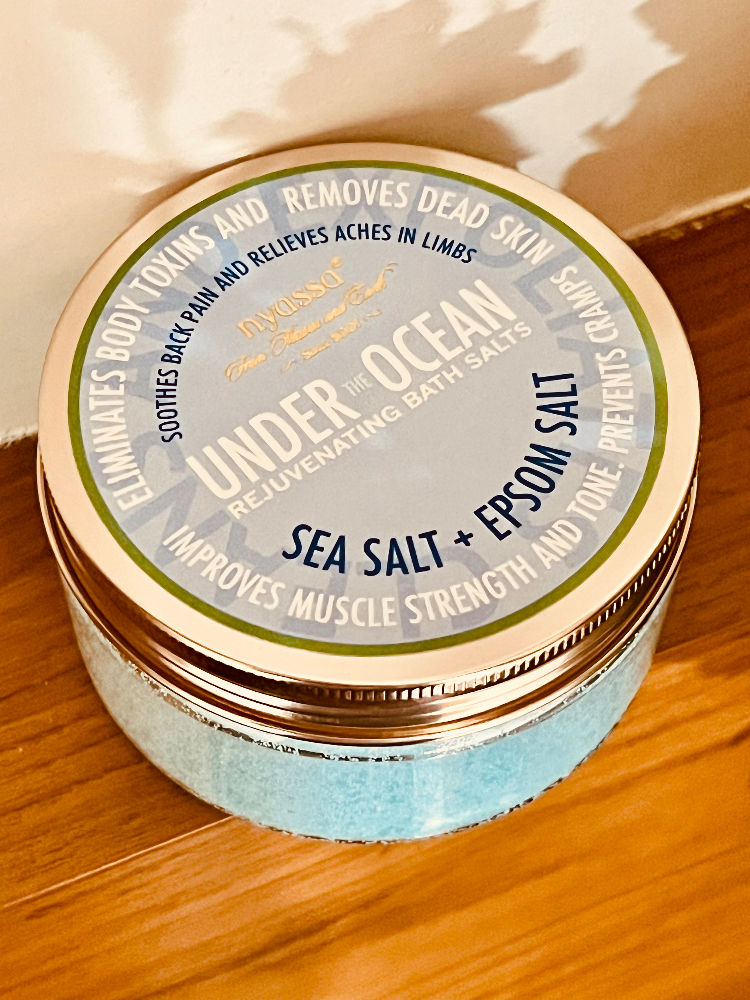 ELIMINATES BODY TOXINS AND REMOVES DEAD SKIN
SOOTHES BACK PAIN AND RELIEVES ACHES IN LIMBS
nyassa
UNDER THE OCEAN
REJUVENATING BATH SALTS
SEA SALT + EPSOM SALT
IMPROVES MUSCLE STRENGTH AND TONE. PREVENTS CRAMPS